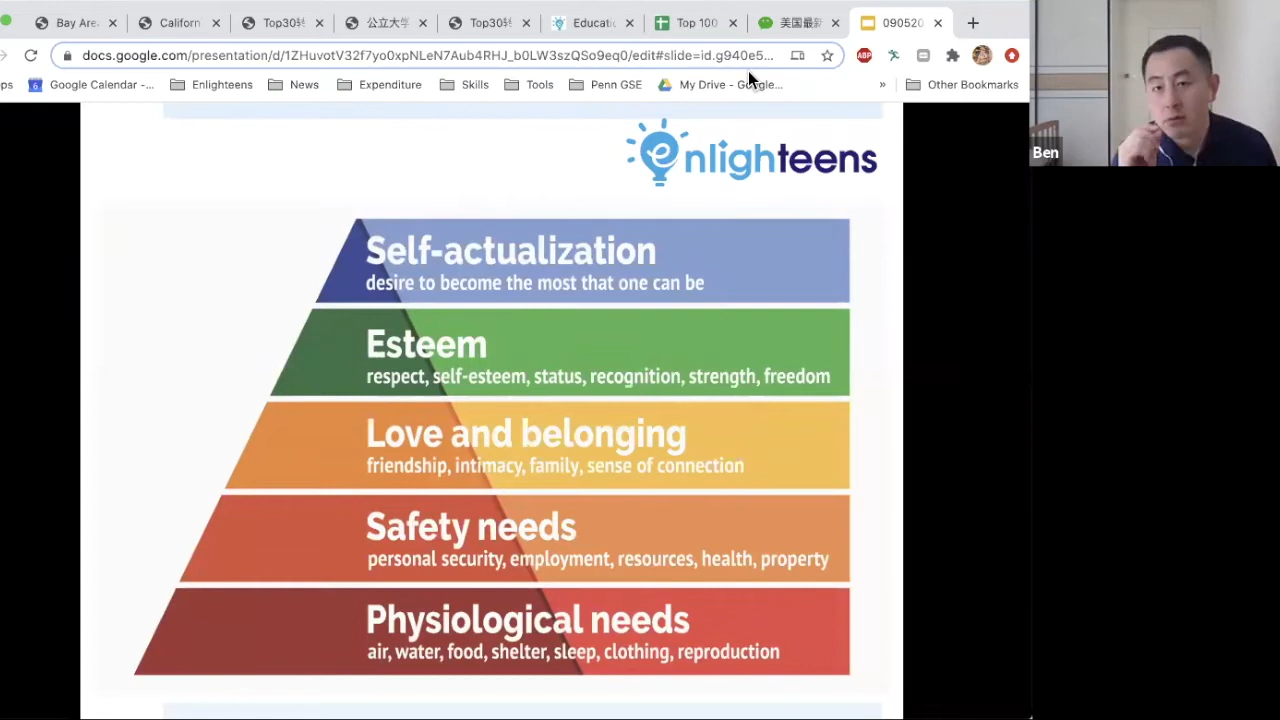 Bay Area
Californ
Top30
公立大学
Top30
Educatio
Top 100
美国最新
090520
docs.google.com/presentation/d/1ZHuvotV32f7yo0xpNLeN7Aub4RHJ_b0LW3szQSo9eq0/edit#slide=id.g940e5...
ABP
ps
Google Calendar -...
Enlighteens
News
Expenditure
Skills
Tools
Penn GSE
My Drive - Google...
»
Other Bookmarks
Ben
enlighteens
Self-actualization
desire to become the most that one can be
Esteem
respect, self-esteem, status, recognition, strength, freedom
Love and belonging
friendship, intimacy, family, sense of connection
Safety needs
personal security, employment, resources, health, property
Physiological needs
air, water, food, shelter, sleep, clothing, reproduction